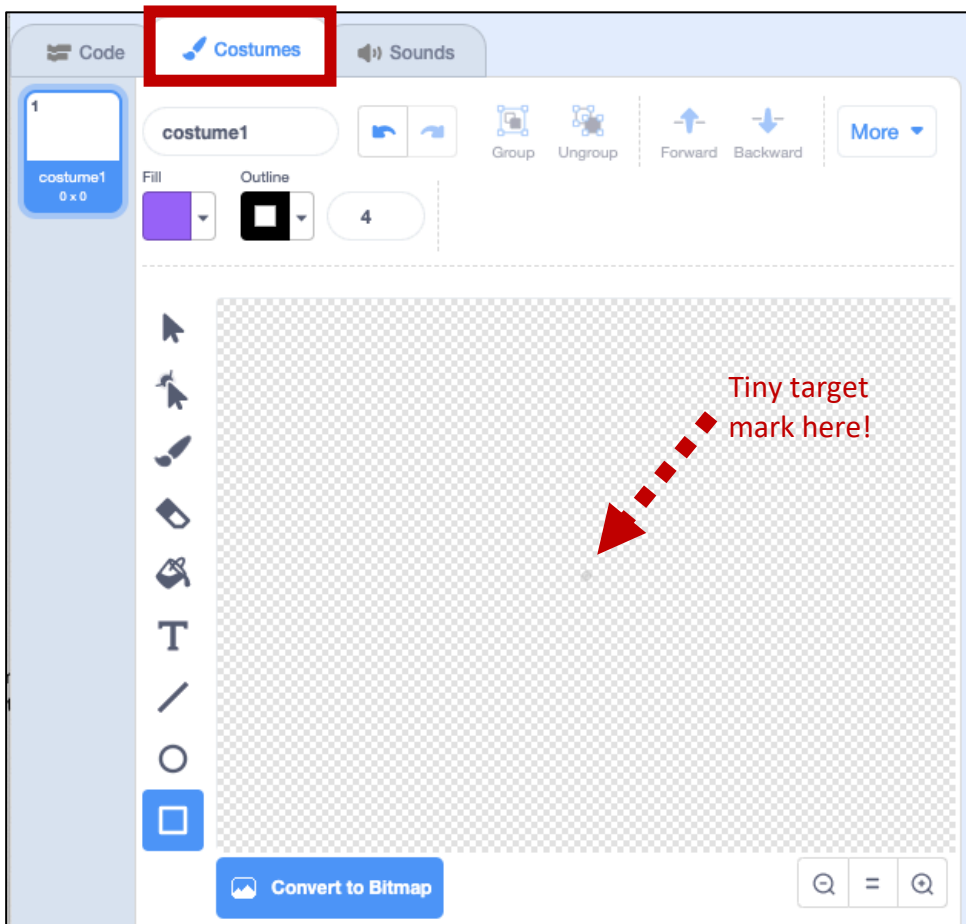 Code
Costumes
Sounds
1
costume1
0 x 0
costume1
Group
Ungroup
Forward
Backward
More
Fill
Outline
4
Tiny target
mark here!
T
Convert to Bitmap
=